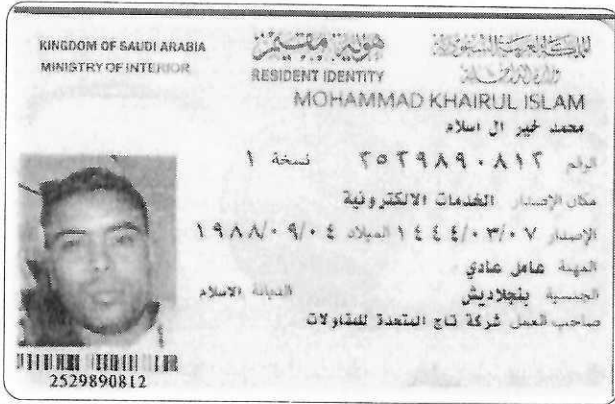 KINGDOM OF SAUDI ARABIA
MINISTRY OF INTERIOR
هوية مقيم
RESIDENT IDENTITY
المملكة العربية السعودية
وزارة الداخلية
MOHAMMAD KHAIRUL ISLAM
محمد خير ال اسلام
الرقم ٢٥٢٩٨٩٠٨١٢ نسخة ١
مكان الإصدار الخدمات الالكترونية
الإصدار ١٤٤٤/٠٣/٠٧ الميلاد ١٩٨٨/٠٩/٠٤
المهنة عامل عادي
الجنسية بنجلاديش الديانة الاسلام
صاحب العمل شركة تاج المتعدة للمقاولات
2529890812